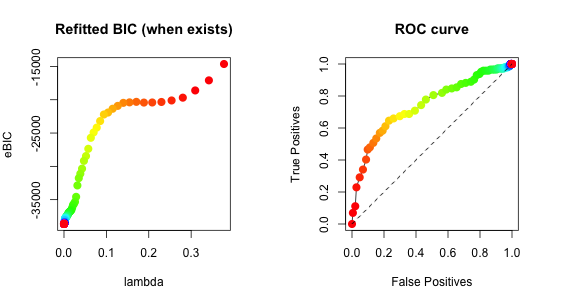 Refitted BIC (when exists)
eBIC
-15000
-25000
-35000
0.0 0.1 0.2 0.3
lambda
ROC curve
True Positives
1.0
0.8
0.6
0.4
0.2
0.0
0.0 0.2 0.4 0.6 0.8 1.0
False Positives